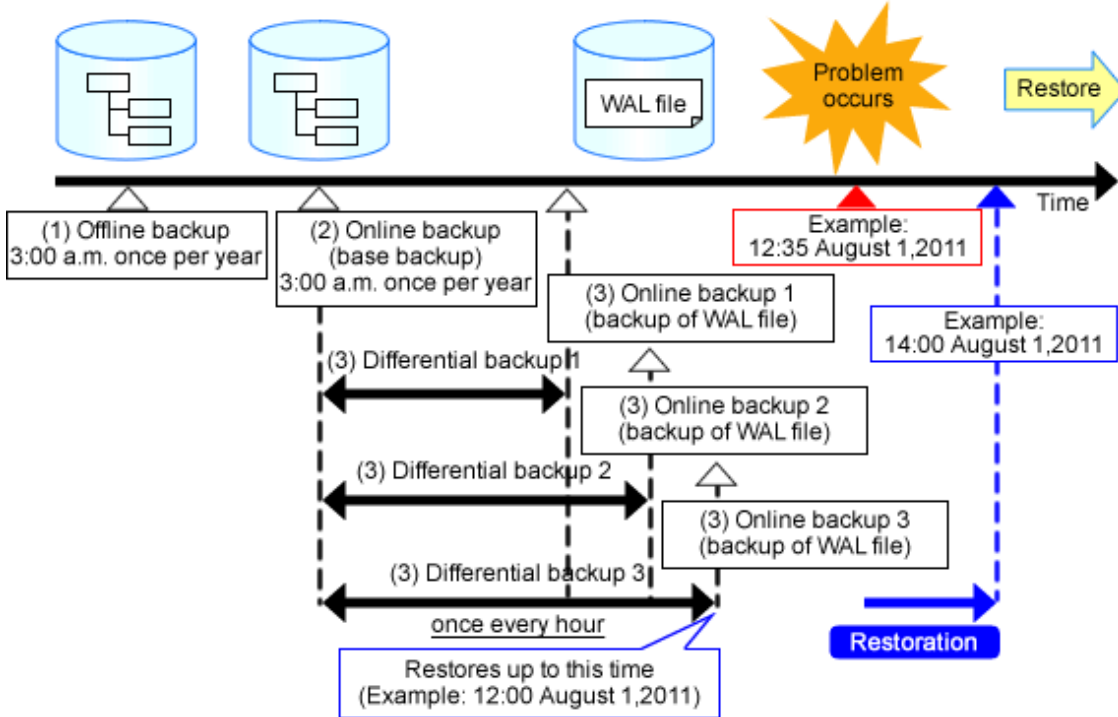 WAL file
Problem
occurs
Restore
Time
(1) Offline backup
3:00 a.m. once per year
(2) Online backup
(base backup)
3:00 a.m. once per year
Example:
12:35 August 1,2011
(3) Online backup 1
(backup of WAL file)
Example:
14:00 August 1,2011
(3) Differential backup 1
(3) Online backup 2
(backup of WAL file)
(3) Differential backup 2
(3) Online backup 3
(backup of WAL file)
(3) Differential backup 3
once every hour
Restoration
Restores up to this time
(Example: 12:00 August 1,2011)